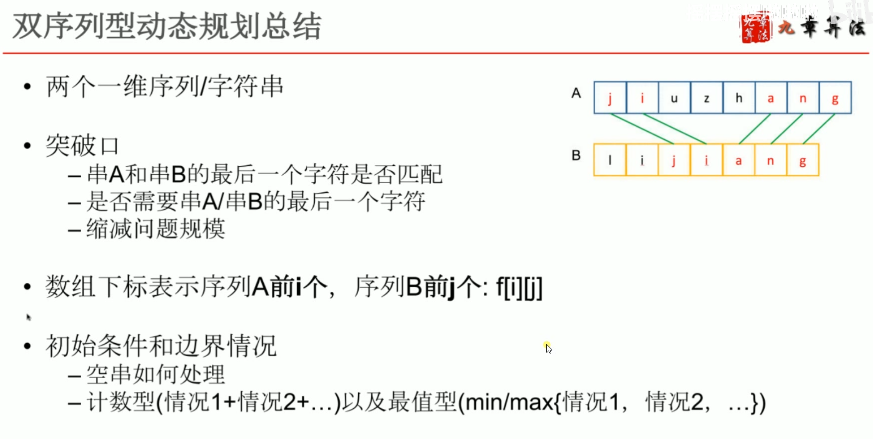 双序列型动态规划总结
九章算法
• 两个一维序列/字符串
• 突破口
– 串A和串B的最后一个字符是否匹配
– 是否需要串A/串B的最后一个字符
– 缩减问题规模
• 数组下标表示序列A前i个，序列B前j个: f[i][j]
• 初始条件和边界情况
– 空串如何处理
– 计数型(情况1+情况2+…)以及最值型(min/max{情况1，情况2，…})
A j i u z h a n g
B l i j i a n g